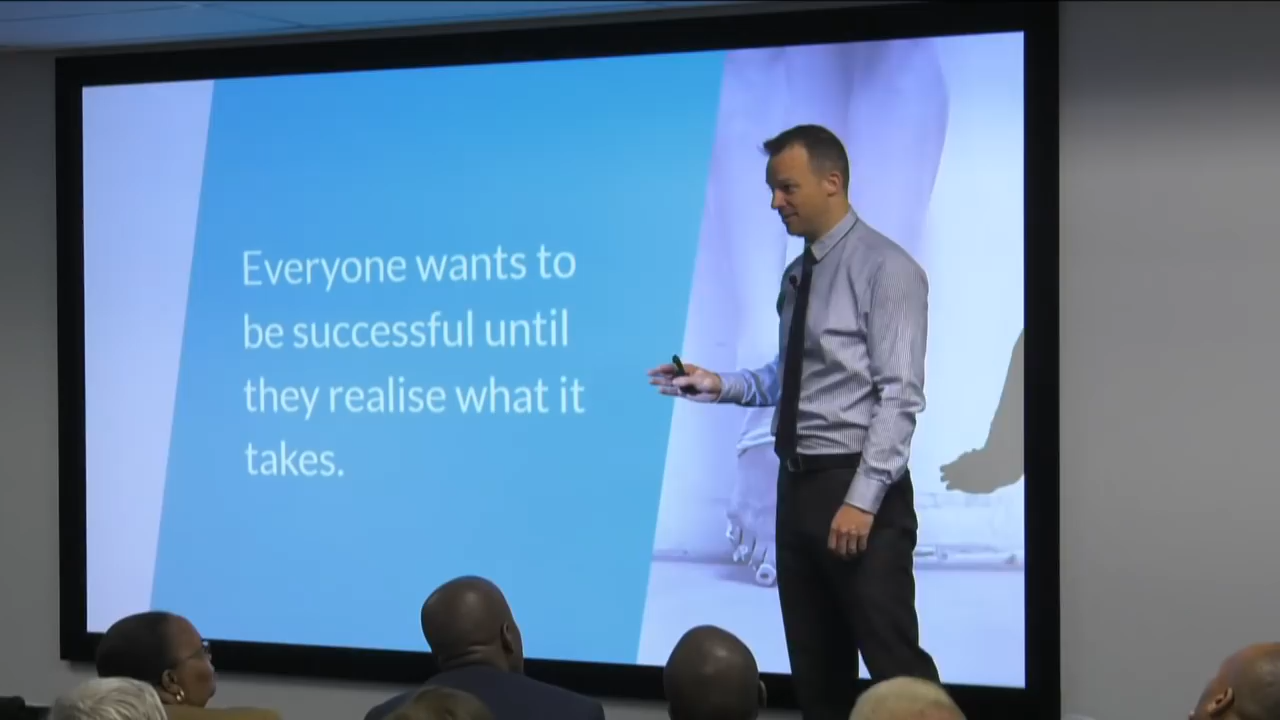 Everyone wants to
be successful until
they realise what it
takes.